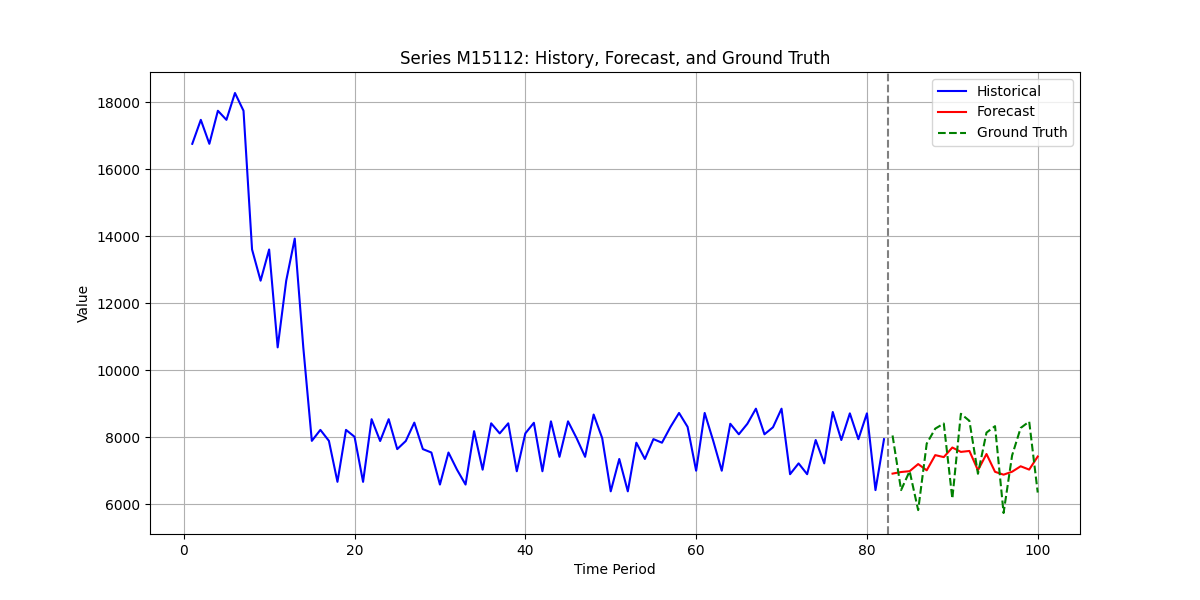 Series M15112: History, Forecast, and Ground Truth
Historical
Forecast
Ground Truth
18000
16000
14000
12000
10000
8000
6000
Value
0 20 40 60 80 100
Time Period